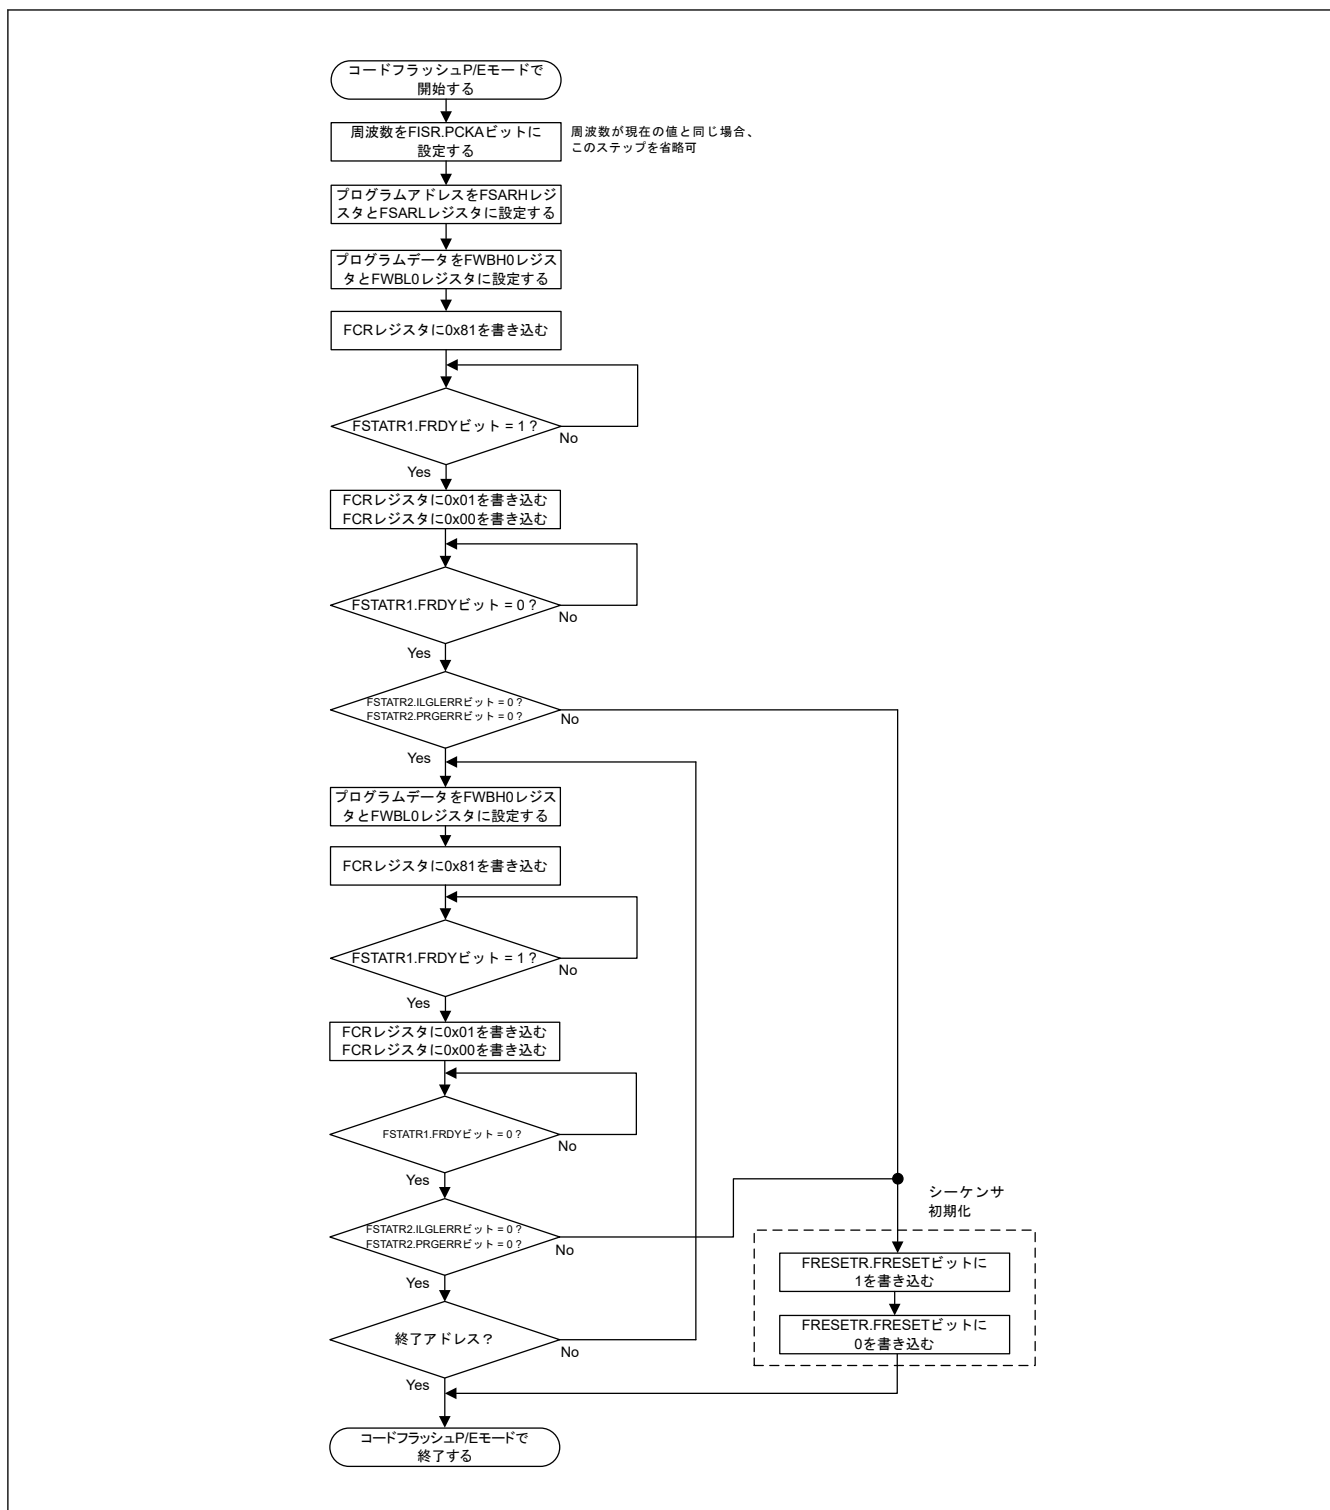 コードフラッシュP/Eモードで
開始する
周波数をFISR.PCKAビットに
設定する
周波数が現在の値と同じ場合、
このステップを省略可
プログラムアドレスをFSARHレジ
スタとFSARLレジスタに設定する
プログラムデータをFWBH0レジス
タとFWBL0レジスタに設定する
FCRレジスタに0x81を書き込む
FSTATR1.FRDYビット = 1 ?
No
Yes
FCRレジスタに0x01を書き込む
FCRレジスタに0x00を書き込む
FSTATR1.FRDYビット = 0 ?
No
Yes
FSTATR2.ILGLERRビット = 0 ?
FSTATR2.PRGERRビット = 0 ?
No
Yes
プログラムデータをFWBH0レジス
タとFWBL0レジスタに設定する
FCRレジスタに0x81を書き込む
FSTATR1.FRDYビット = 1 ?
No
Yes
FCRレジスタに0x01を書き込む
FCRレジスタに0x00を書き込む
FSTATR1.FRDYビット = 0 ?
No
Yes
FSTATR2.ILGLERRビット = 0 ?
FSTATR2.PRGERRビット = 0 ?
No
Yes
シーケンサ
初期化
FRESETR.FRESETビットに
1を書き込む
FRESETR.FRESETビットに
0を書き込む
終了アドレス?
No
Yes
コードフラッシュP/Eモードで
終了する